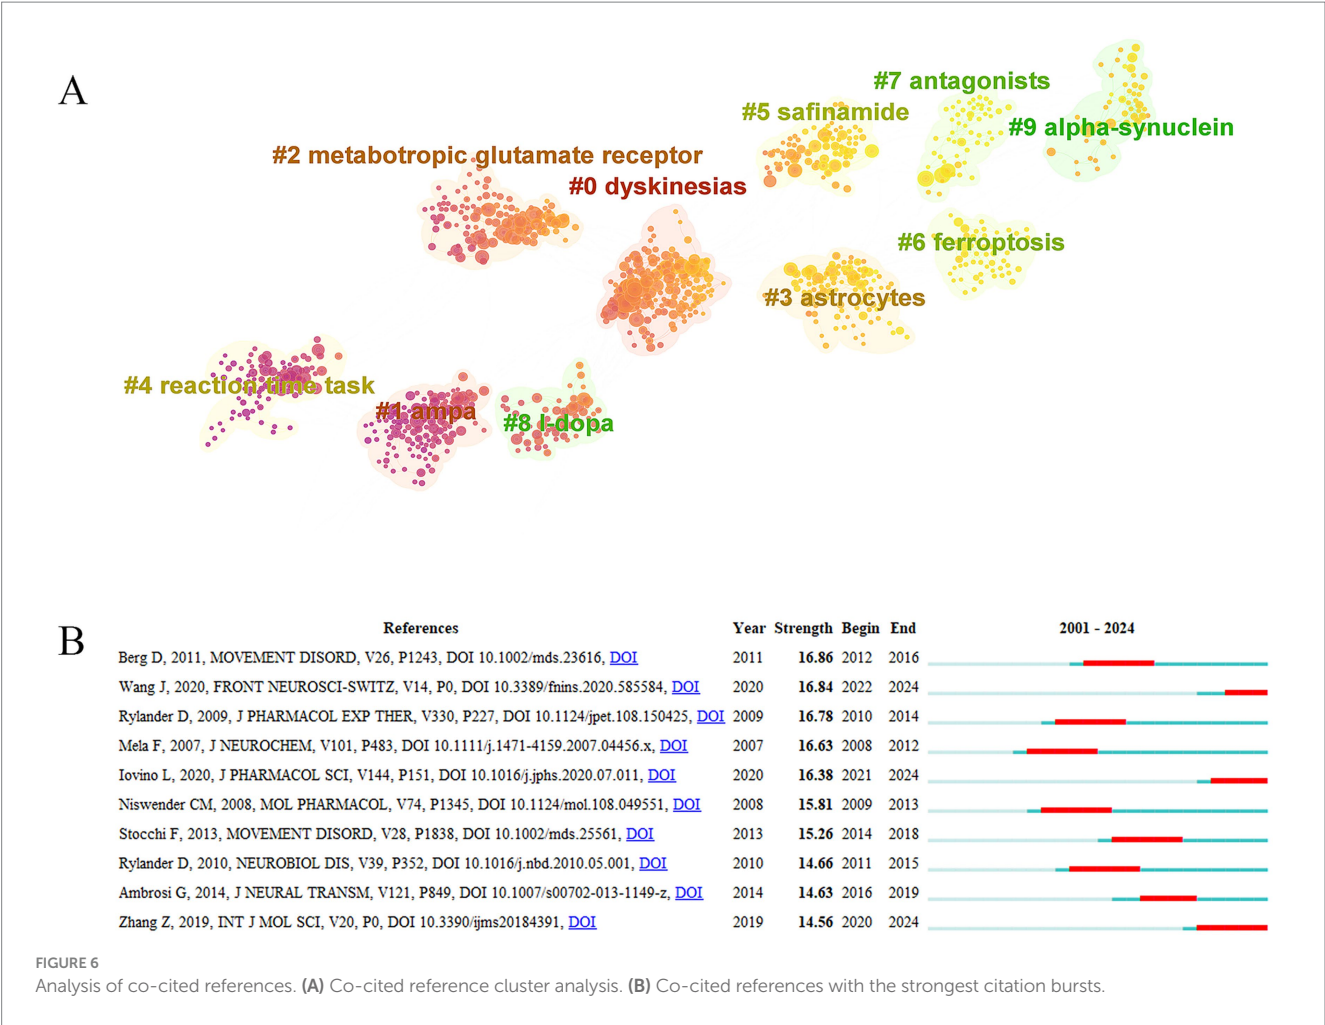 A
#7 antagonists
#5 safinamide
#9 alpha-synuclein
#2 metabotropic glutamate receptor
#0 dyskinesias
#6 ferroptosis
#3 astrocytes
#4 reaction time task
#1 ampa
#8 l-dopa
B
References Year Strength Begin End 2001 - 2024
Berg D, 2011, MOVEMENT DISORD, V26, P1243, DOI 10.1002/mds.23616, DOI 2011 16.86 2012 2016
Wang J, 2020, FRONT NEUROSCI-SWITZ, V14, P0, DOI 10.3389/fnins.2020.585584, DOI 2020 16.84 2022 2024
Rylander D, 2009, J PHARMACOL EXP THER, V330, P227, DOI 10.1124/jpet.108.150425, DOI 2009 16.78 2010 2014
Mela F, 2007, J NEUROCHEM, V101, P483, DOI 10.1111/j.1471-4159.2007.04456.x, DOI 2007 16.63 2008 2012
Iovino L, 2020, J PHARMACOL SCI, V144, P151, DOI 10.1016/j.jphs.2020.07.011, DOI 2020 16.38 2021 2024
Niswender CM, 2008, MOL PHARMACOL, V74, P1345, DOI 10.1124/mol.108.049551, DOI 2008 15.81 2009 2013
Stocchi F, 2013, MOVEMENT DISORD, V28, P1838, DOI 10.1002/mds.25561, DOI 2013 15.26 2014 2018
Rylander D, 2010, NEUROBIOL DIS, V39, P352, DOI 10.1016/j.nbd.2010.05.001, DOI 2010 14.66 2011 2015
Ambrosi G, 2014, J NEURAL TRANSM, V121, P849, DOI 10.1007/s00702-013-1149-z, DOI 2014 14.63 2016 2019
Zhang Z, 2019, INT J MOL SCI, V20, P0, DOI 10.3390/ijms20184391, DOI 2019 14.56 2020 2024
FIGURE 6
Analysis of co-cited references. (A) Co-cited reference cluster analysis. (B) Co-cited references with the strongest citation bursts.